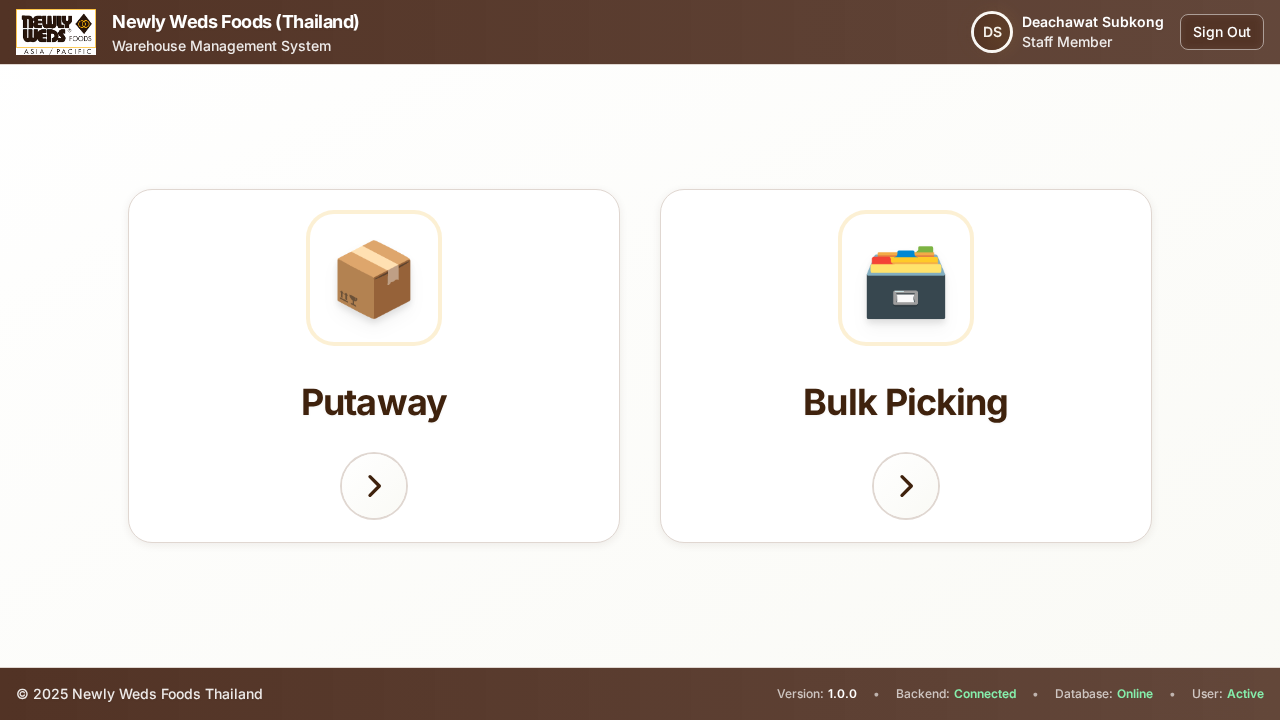 NEWLY
WEDS FOODS
ASIA / PACIFIC
Newly Weds Foods (Thailand)
Warehouse Management System
DS
Deachawat Subkong
Staff Member
Sign Out
Putaway
Bulk Picking
© 2025 Newly Weds Foods Thailand
Version: 1.0.0 • Backend: Connected • Database: Online • User: Active